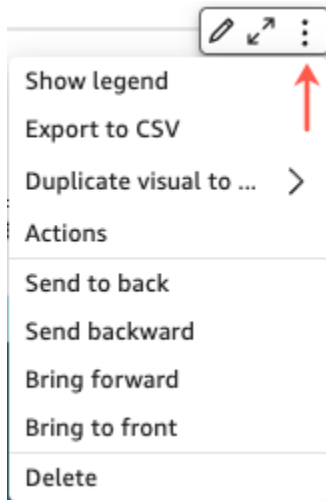 Show legend
Export to CSV
Duplicate visual to ...
Actions
Send to back
Send backward
Bring forward
Bring to front
Delete